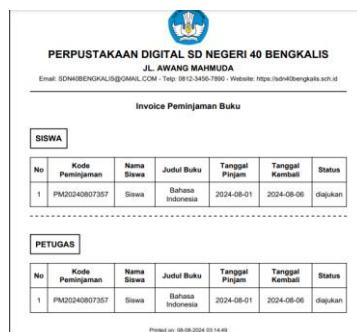 PERPUSTAKAAN DIGITAL SD NEGERI 40 BENGKALIS
JL. AWANG MAHMUDA
Email: SDN40BENGKALIS@GMAIL.COM - Telp: 0812-3456-7890 - Website: https://sdn40bengkalis.sch.id
Invoice Peminjaman Buku
SISWA
No Kode Peminjaman Nama Siswa Judul Buku Tanggal Pinjam Tanggal Kembali Status
1 PM20240807357 Siswa Bahasa Indonesia 2024-08-01 2024-08-06 diajukan
PETUGAS
No Kode Peminjaman Nama Siswa Judul Buku Tanggal Pinjam Tanggal Kembali Status
1 PM20240807357 Siswa Bahasa Indonesia 2024-08-01 2024-08-06 diajukan
Printed on: 08-08-2024 03:14:49